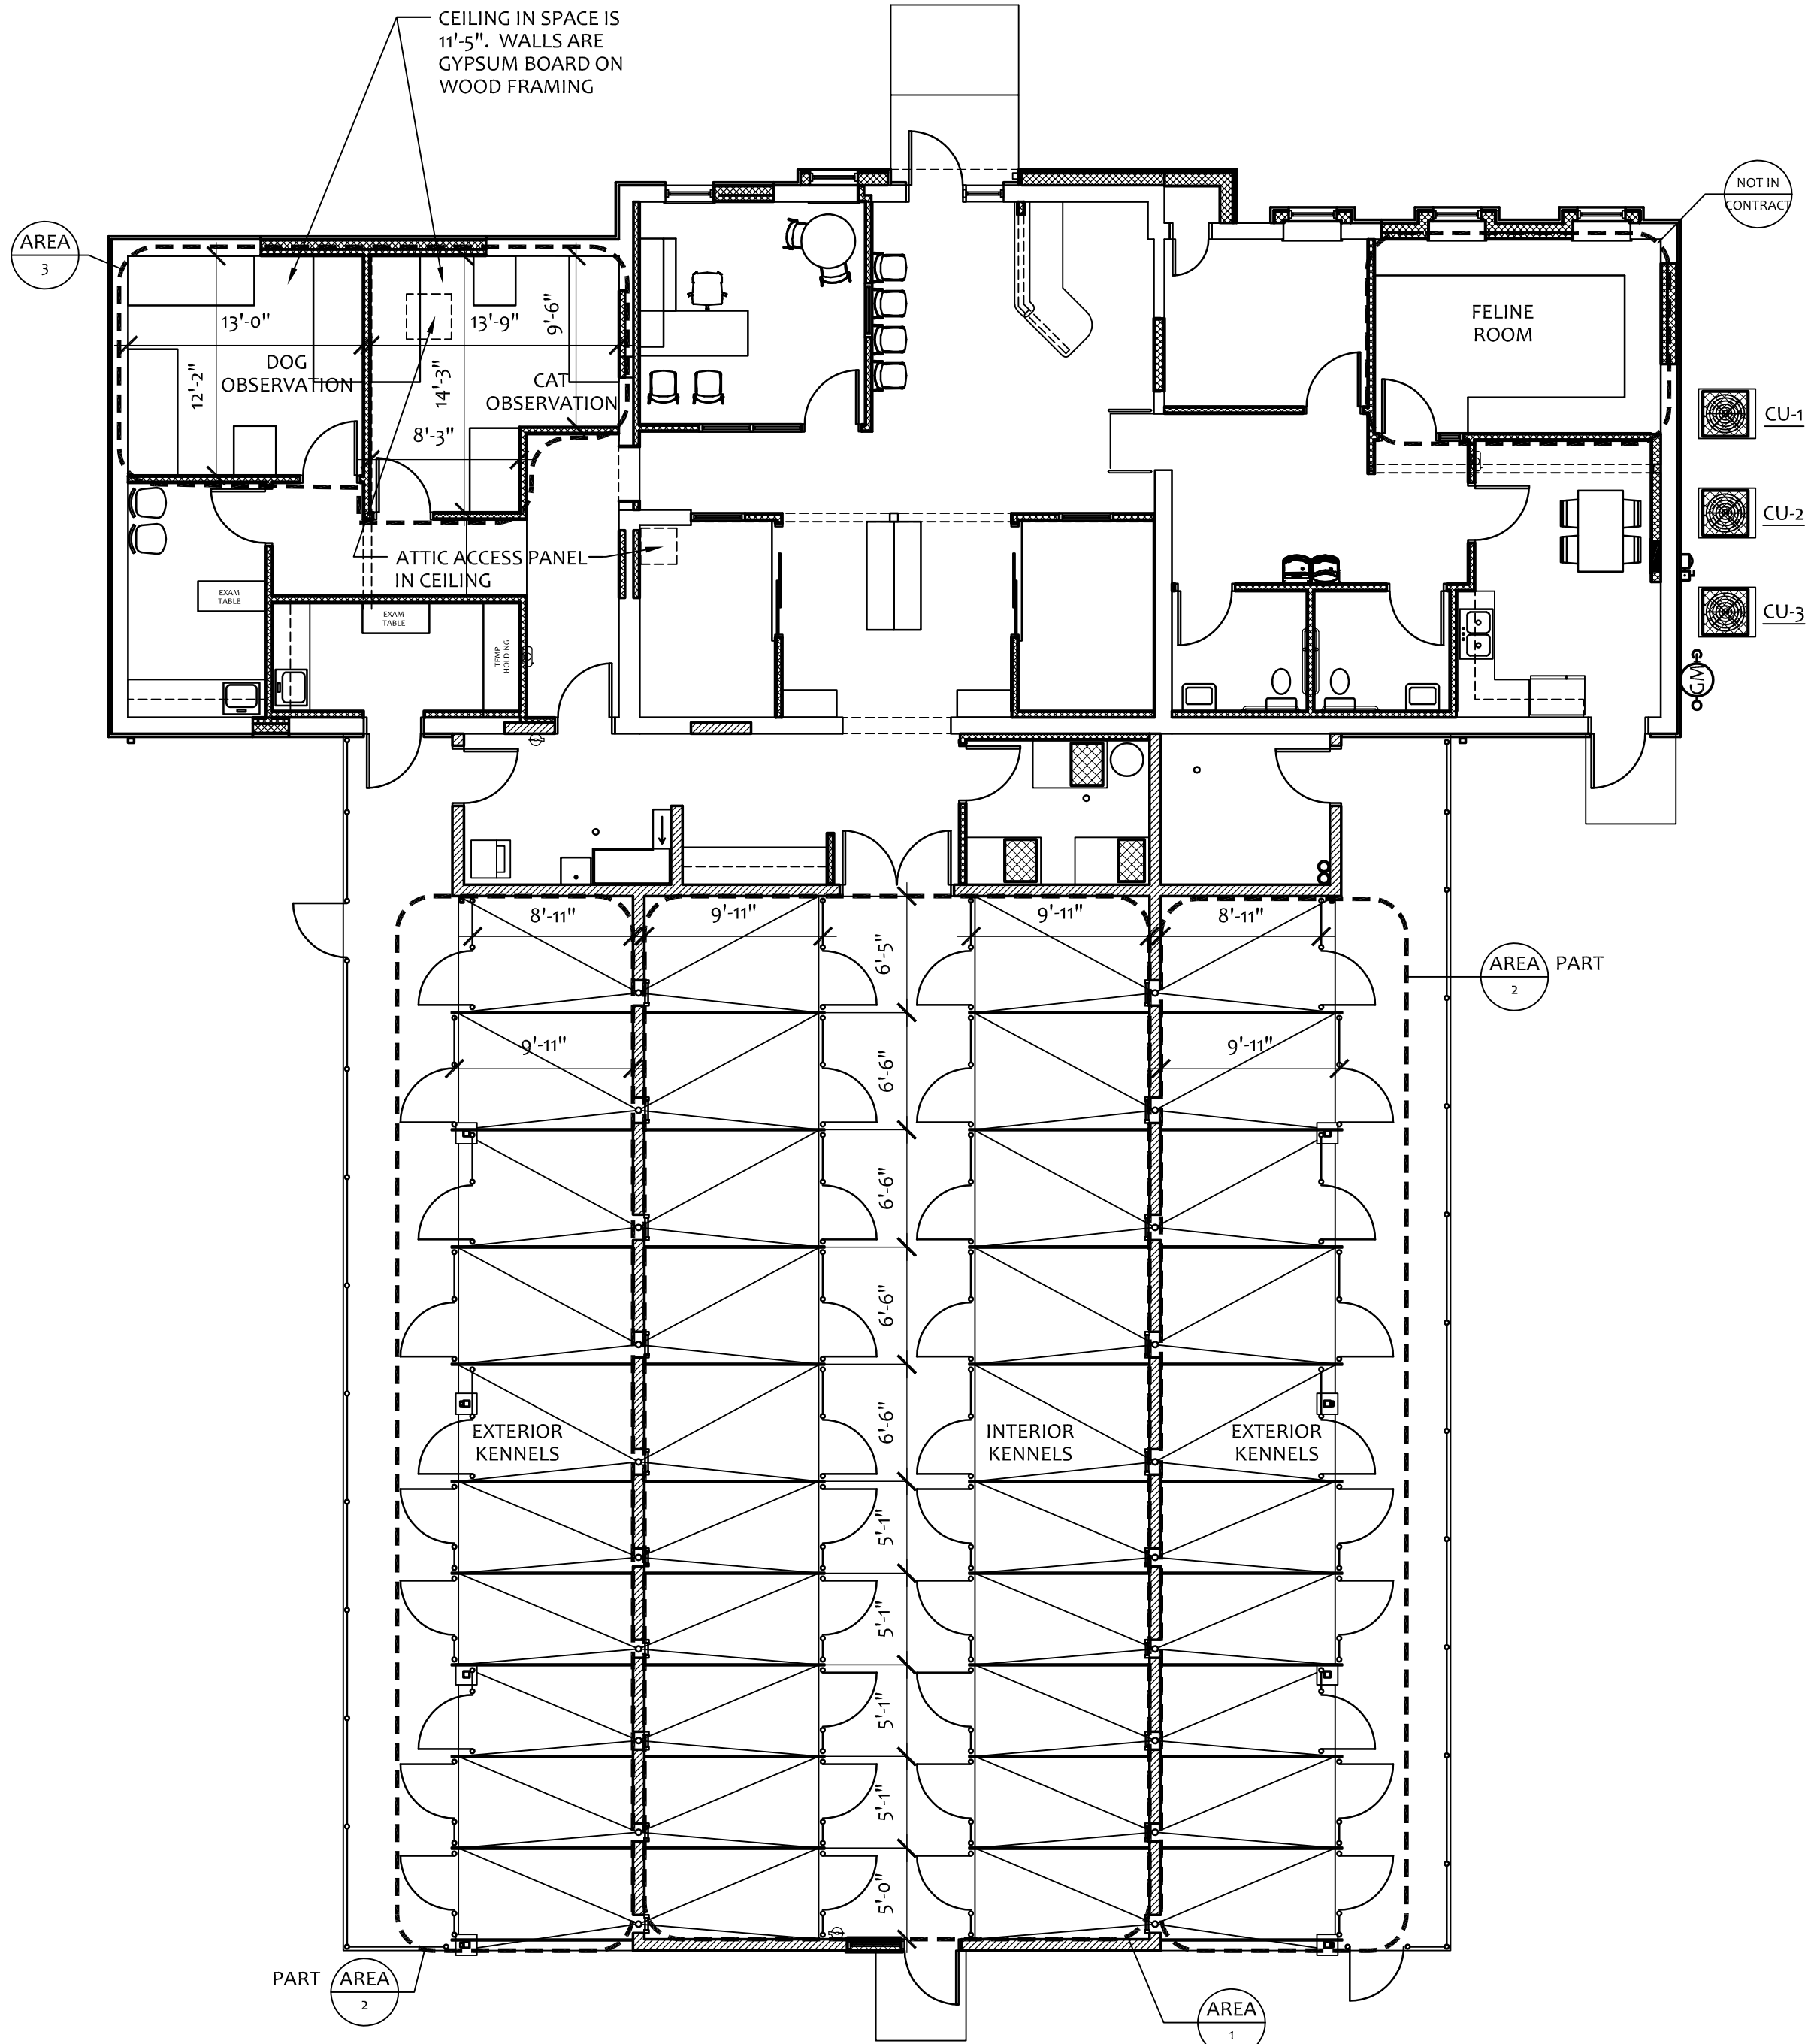 CEILING IN SPACE IS
11'-5". WALLS ARE
GYPSUM BOARD ON
WOOD FRAMING
NOT IN
CONTRACT
AREA
3
FELINE
ROOM
13'-0"
13'-9"
9'-6"
DOG
OBSERVATION
12'-2"
14'-3"
CAT
OBSERVATION
8'-3"
CU-1
CU-2
CU-3
ATTIC ACCESS PANEL
IN CEILING
EXAM
TABLE
EXAM
TABLE
TEMP
HOLDING
GM
8'-11"
9'-11"
9'-11"
8'-11"
6'-5"
AREA
2
PART
9'-11"
9'-11"
6'-6"
6'-6"
6'-6"
6'-6"
EXTERIOR
KENNELS
INTERIOR
KENNELS
EXTERIOR
KENNELS
5'-1"
5'-1"
5'-1"
5'-1"
5'-0"
PART
AREA
2
AREA
1